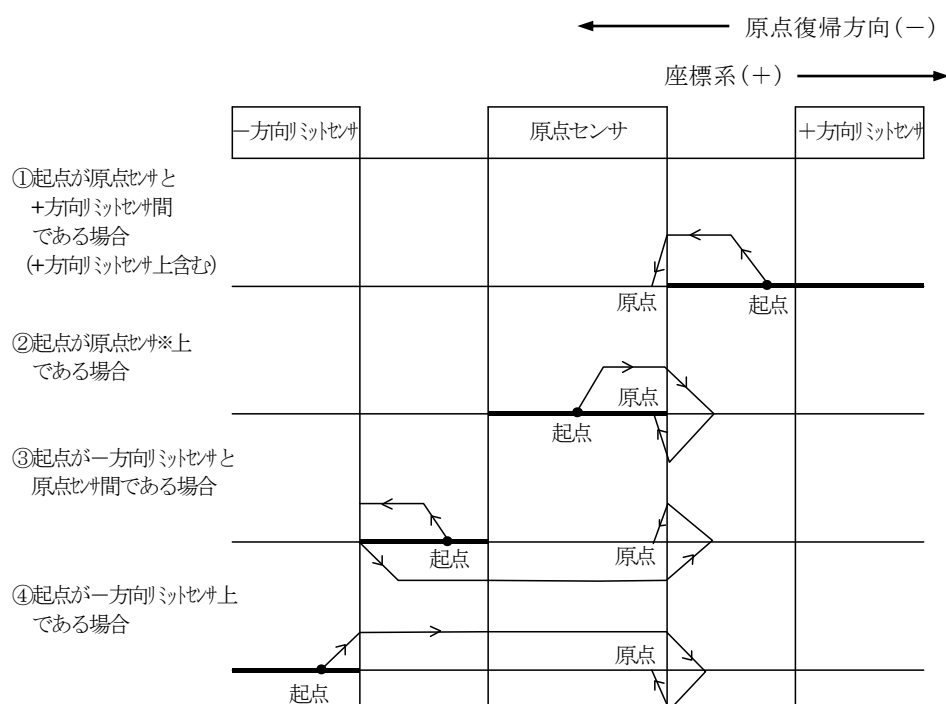 原点復帰方向(－)
座標系(＋)
－方向リミットセンサ
原点センサ
＋方向リミットセンサ
①起点が原点センサと
+方向リミットセンサ間
である場合
(+方向リミットセンサ上含む)
原点
起点
②起点が原点センサ※上
である場合
原点
起点
③起点が－方向リミットセンサと
原点センサ間である場合
起点
原点
④起点が－方向リミットセンサ上
である場合
原点
起点